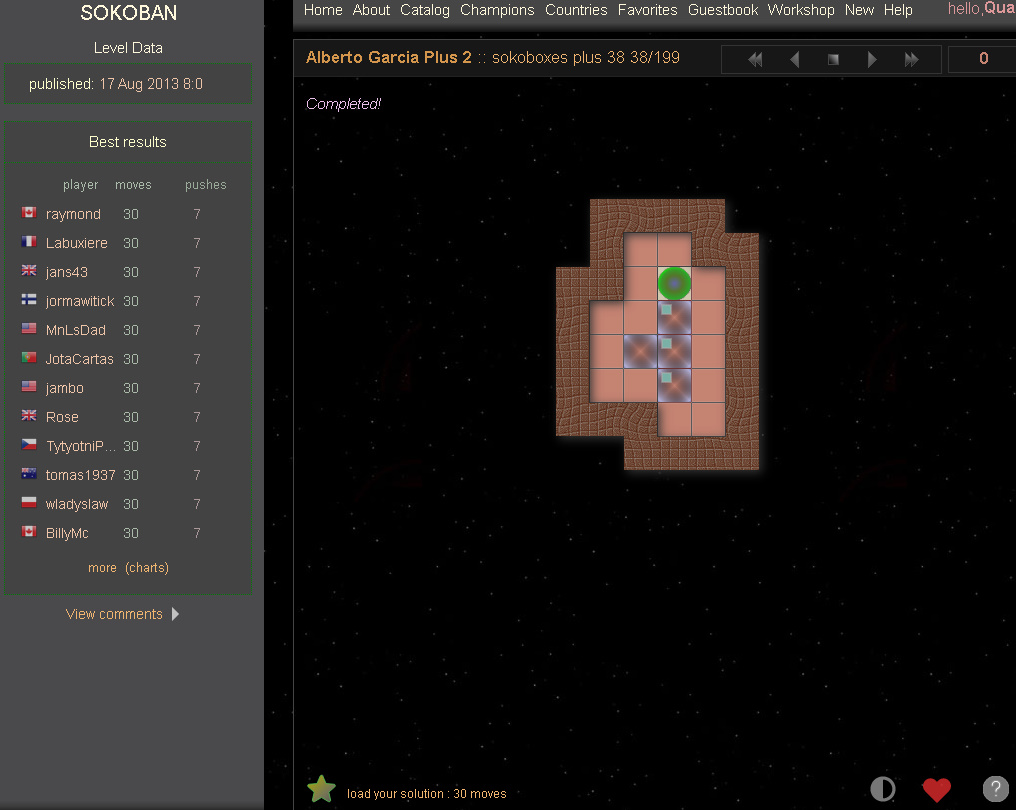 SOKOBAN
Level Data
published: 17 Aug 2013 8:0
Best results
player moves pushes
raymond 30 7
Labuxiere 30 7
jans43 30 7
jormawitick 30 7
MnLsDad 30 7
JotaCartas 30 7
jambo 30 7
Rose 30 7
TytyotniP... 30 7
tomas1937 30 7
wladyslaw 30 7
BillyMc 30 7
more (charts)
View comments
Home About Catalog Champions Countries Favorites Guestbook Workshop New Help hello,Qua
Alberto Garcia Plus 2 :: sokoboxes plus 38 38/199
0
Completed!
load your solution : 30 moves
?